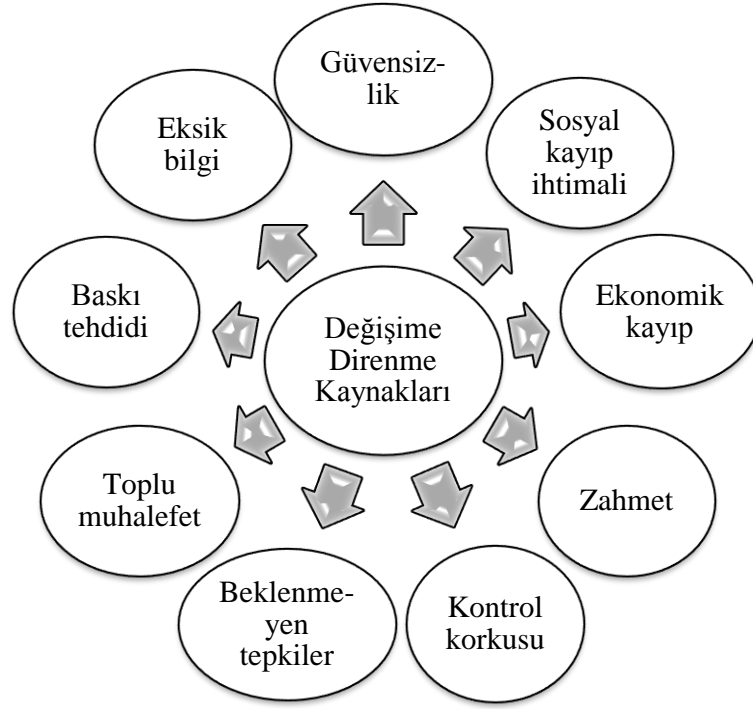 Güvensiz-
lik
Sosyal
kayıp
ihtimali
Ekonomik
kayıp
Zahmet
Kontrol
korkusu
Beklenme-
yen
tepkiler
Toplu
muhalefet
Baskı
tehdidi
Eksik
bilgi
Değişime
Direnme
Kaynakları